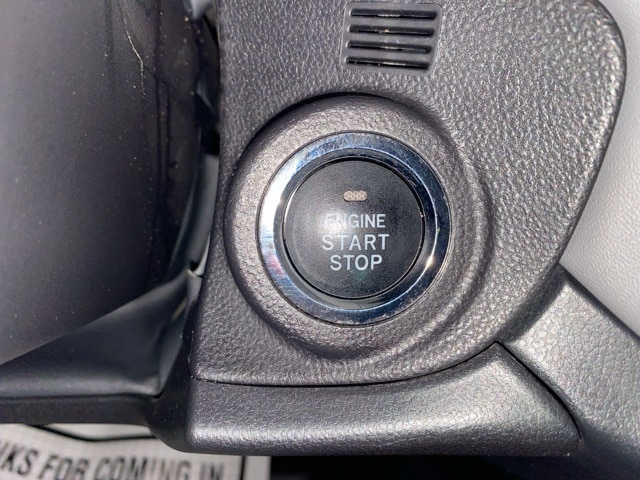 ENGINE
START
STOP
FOR COMING IN